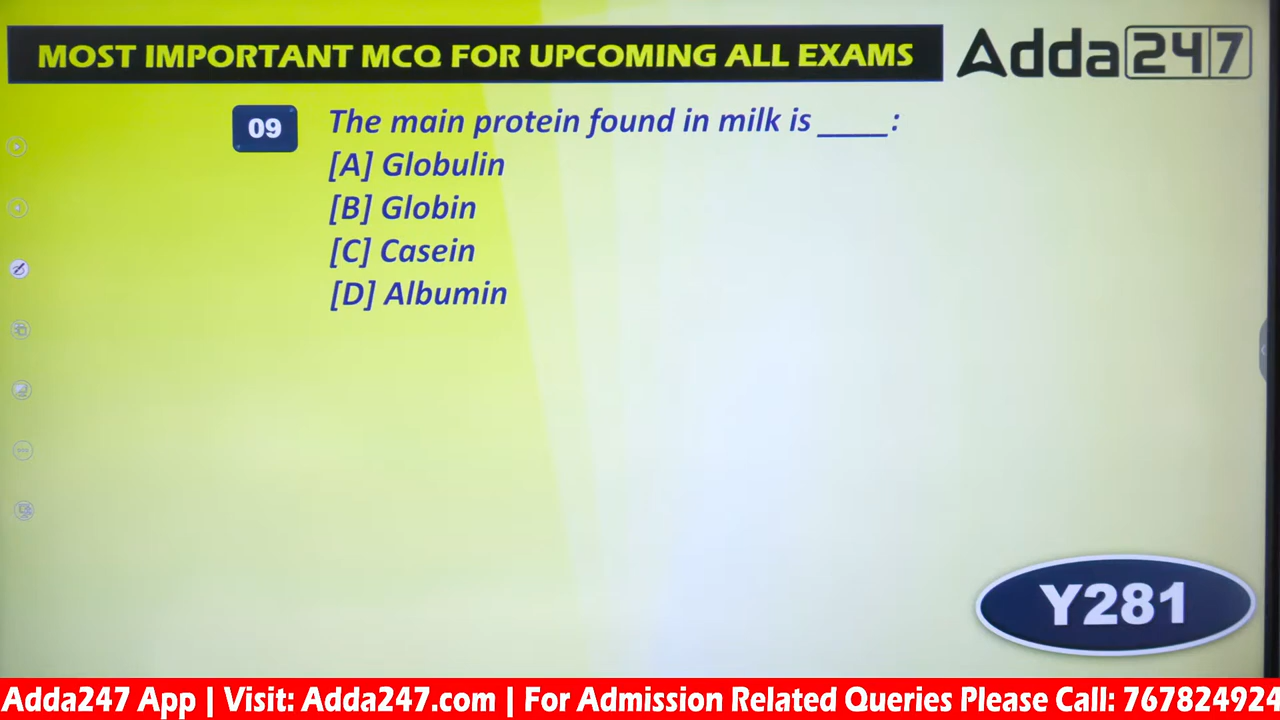 MOST IMPORTANT MCQ FOR UPCOMING ALL EXAMS
Adda247
09 The main protein found in milk is ____:
[A] Globulin
[B] Globin
[C] Casein
[D] Albumin
Y281
Adda247 App | Visit: Adda247.com | For Admission Related Queries Please Call: 767824924